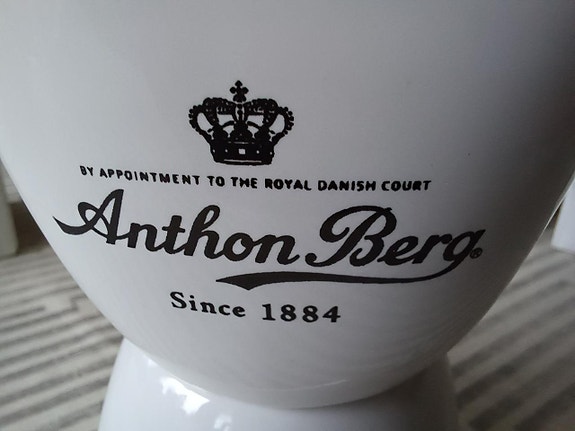 BY APPOINTMENT TO THE ROYAL DANISH COURT
Anthon Berg®
Since 1884